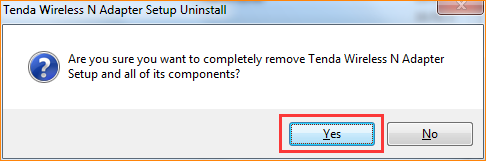 Tenda Wireless N Adapter Setup Uninstall
Are you sure you want to completely remove Tenda Wireless N Adapter
Setup and all of its components?
Yes
No